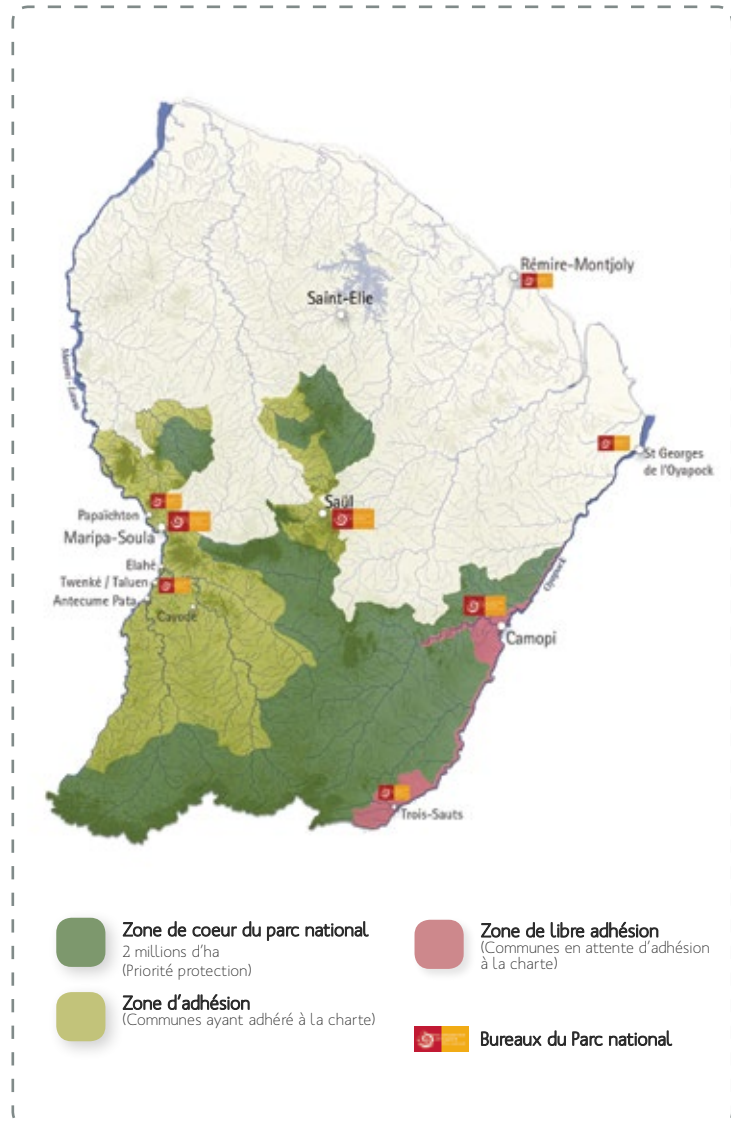 Rémire-Montjoly
Saint-Elie
St Georges
de l'Oyapock
Saül
Papaïchton
Maripa-Soula
Elahé
Twenké / Taluen
Antecume Pata
Cayodé
Oyapock
Camopi
Trois-Sauts
Zone de coeur du parc national
2 millions d'ha
(Priorité protection)
Zone d'adhésion
(Communes ayant adhéré à la charte)
Zone de libre adhésion
(Communes en attente d'adhésion
à la charte)
Bureaux du Parc national